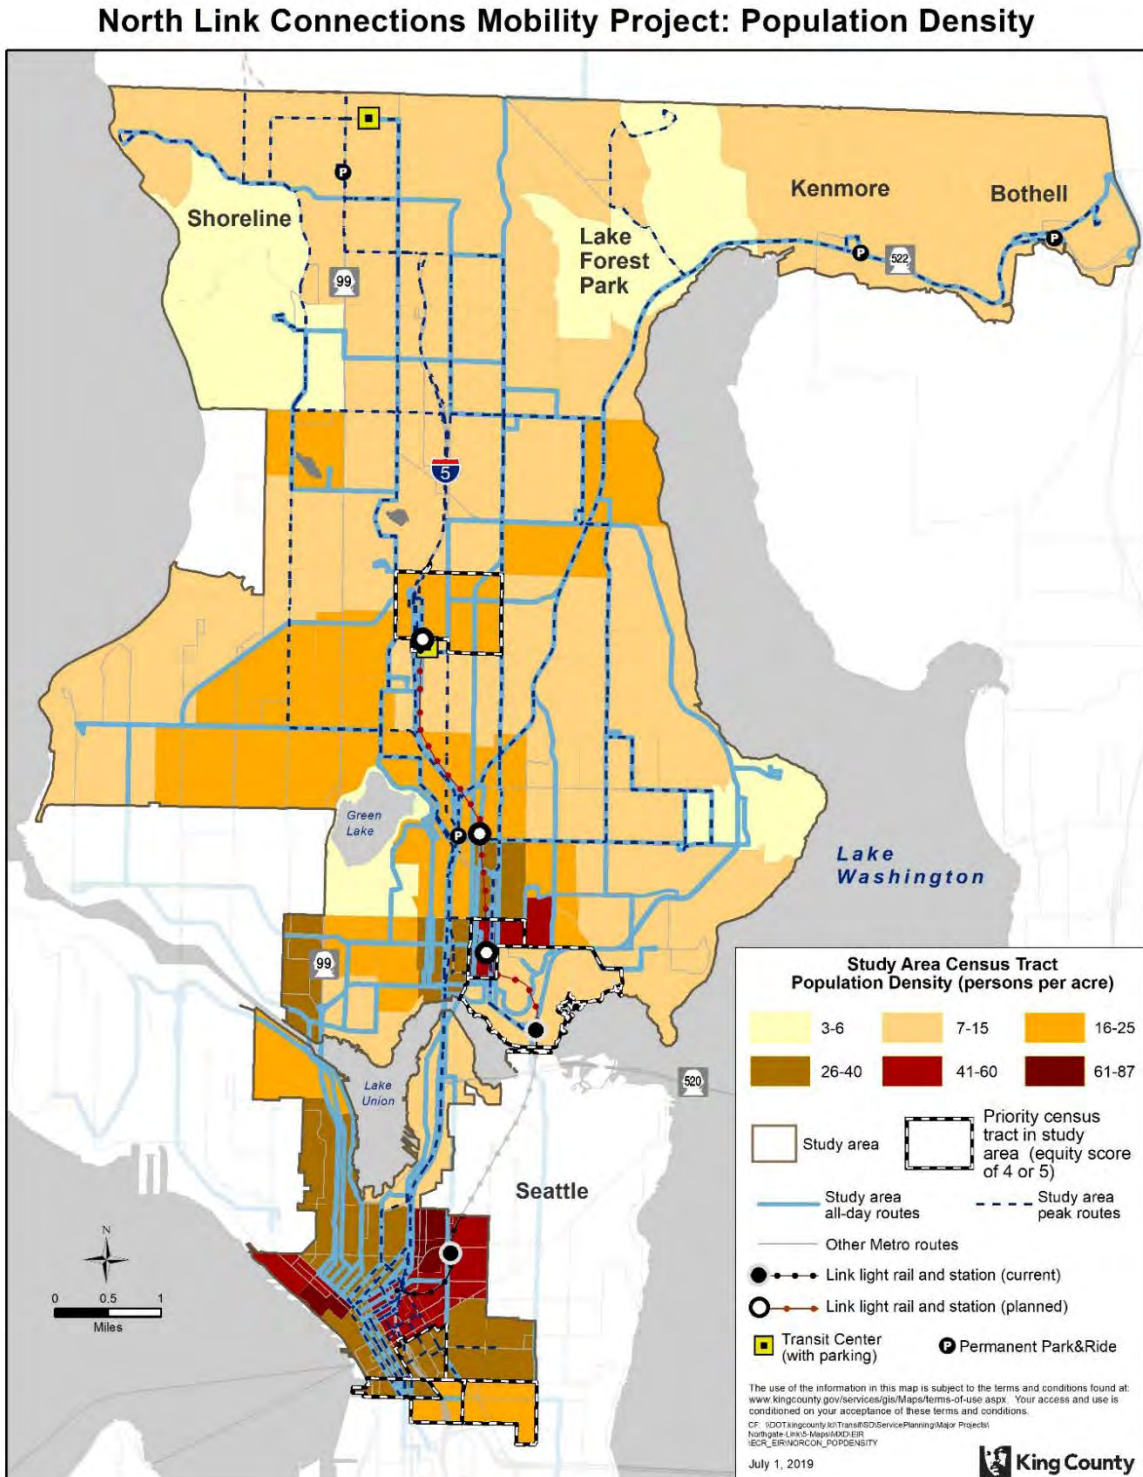 North Link Connections Mobility Project: Population Density
Shoreline
Lake
Forest
Park
Kenmore
Bothell
99
522
5
Green
Lake
Lake
Washington
99
Lake
Union
520
Seattle
N
0 0.5 1
Miles
Study Area Census Tract
Population Density (persons per acre)
3-6 7-15 16-25
26-40 41-60 61-87
Study area
Priority census
tract in study
area (equity score
of 4 or 5)
Study area
all-day routes
Study area
peak routes
Other Metro routes
Link light rail and station (current)
Link light rail and station (planned)
Transit Center
(with parking)
P Permanent Park&Ride
The use of the information in this map is subject to the terms and conditions found at:
www.kingcounty.gov/services/gis/Maps/terms-of-use.aspx. Your access and use is
conditioned on your acceptance of these terms and conditions.
July 1, 2019
King County